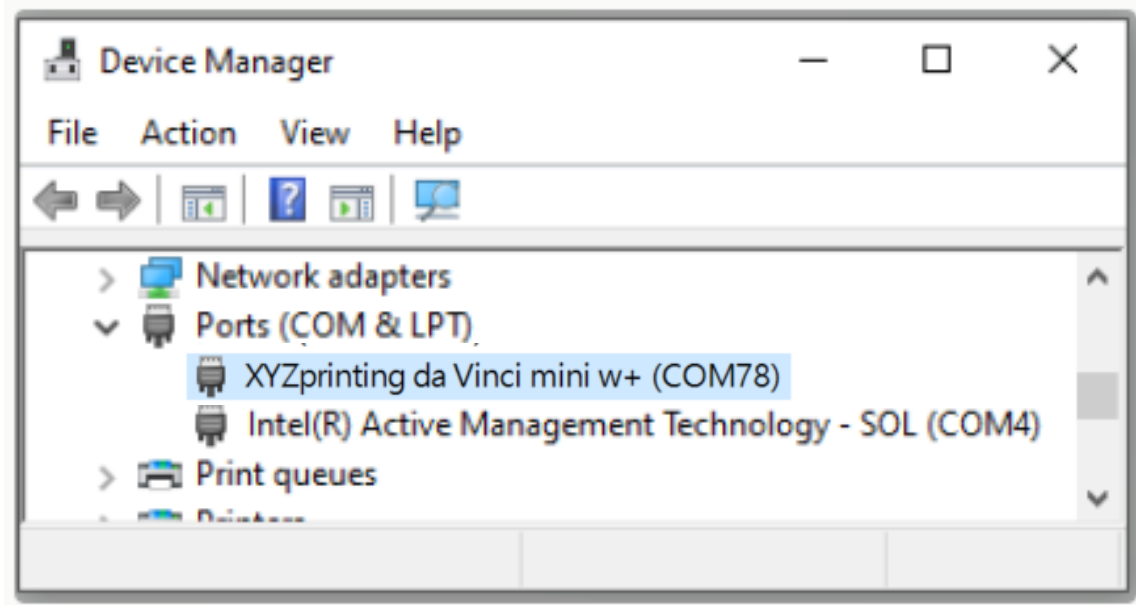 Device Manager
File Action View Help
Network adapters
Ports (COM & LPT)
XYZprinting da Vinci mini w+ (COM78)
Intel(R) Active Management Technology - SOL (COM4)
Print queues